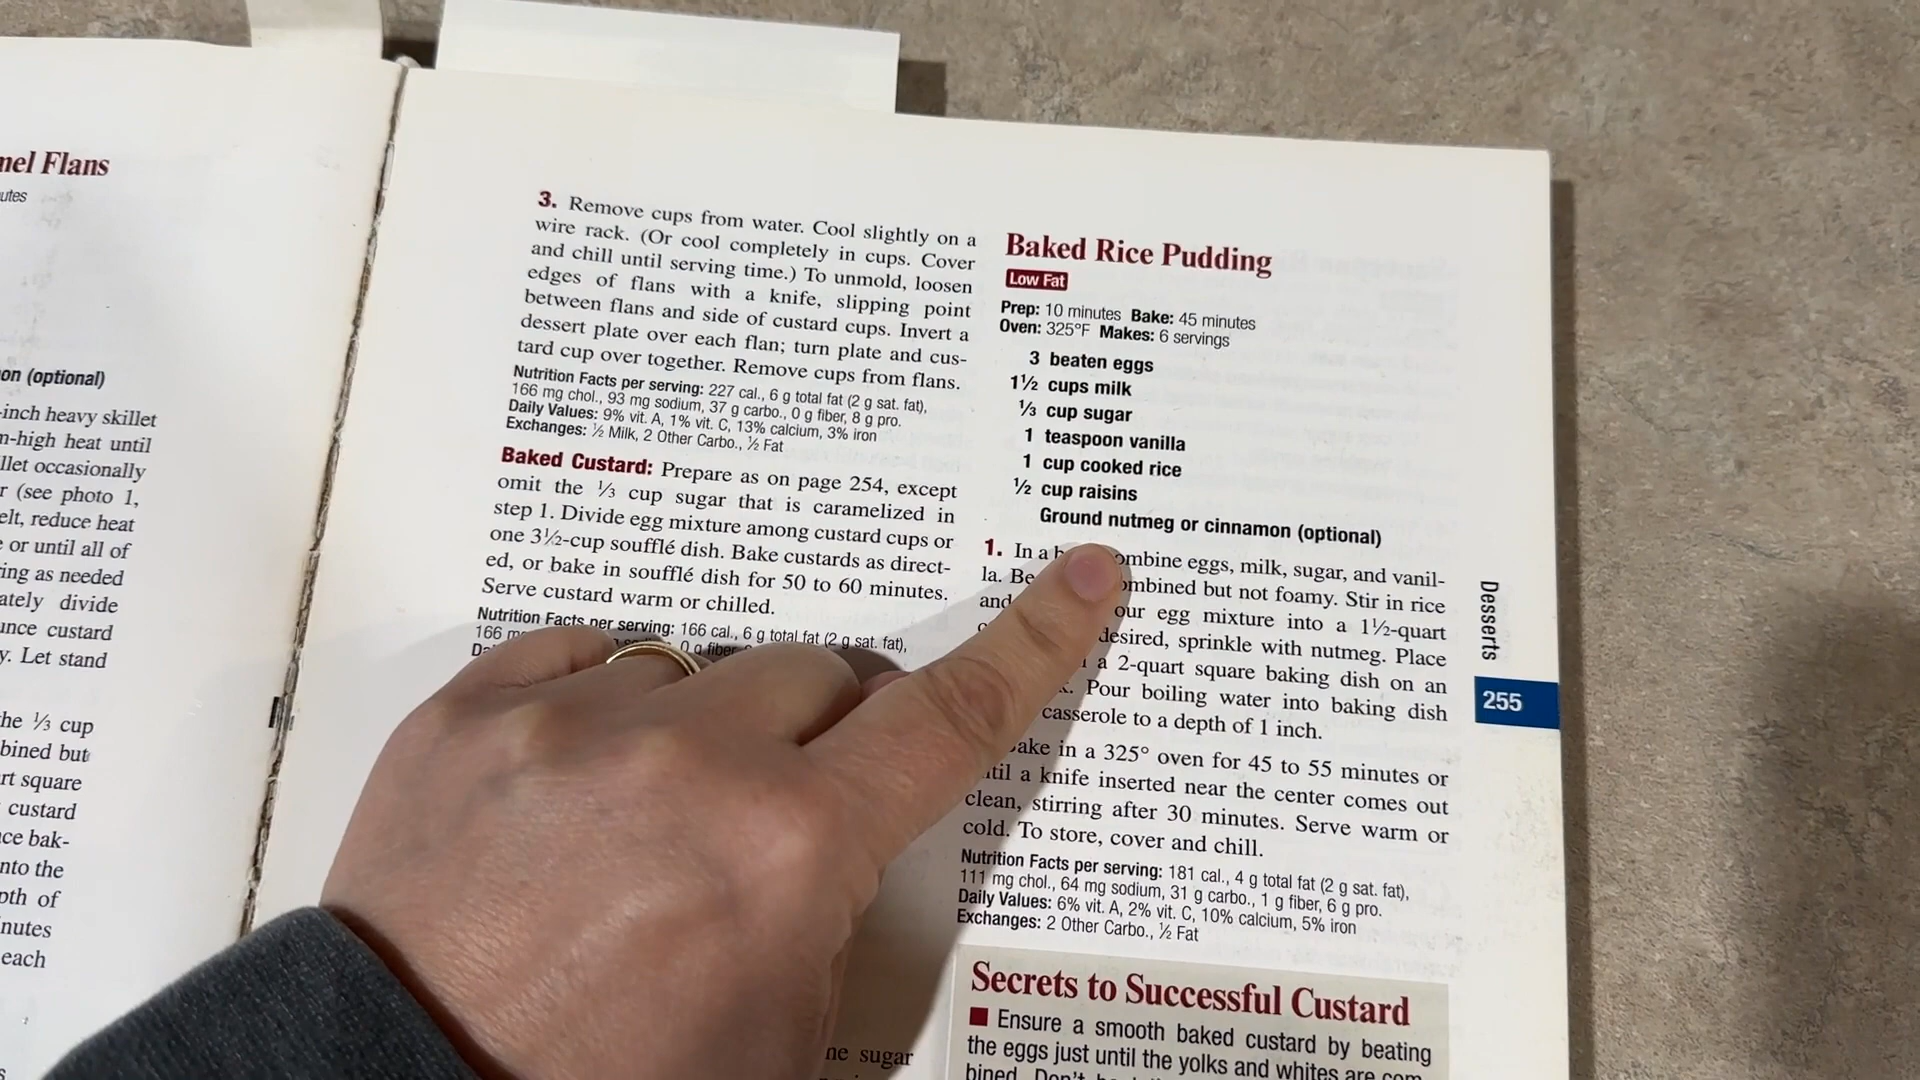 nel Flans
utes
on (optional)
-inch heavy skillet
n-high heat until
llet occasionally
r (see photo 1,
elt, reduce heat
e or until all of
ring as needed
ately divide
unce custard
y. Let stand
he ⅓ cup
bined but
rt square
custard
ce bak-
nto the
pth of
nutes
each
3. Remove cups from water. Cool slightly on a
wire rack. (Or cool completely in cups. Cover
and chill until serving time.) To unmold, loosen
edges of flans with a knife, slipping point
between flans and side of custard cups. Invert a
dessert plate over each flan; turn plate and cus-
tard cup over together. Remove cups from flans.
Nutrition Facts per serving: 227 cal., 6 g total fat (2 g sat. fat),
166 mg chol., 93 mg sodium, 37 g carbo., 0 g fiber, 8 g pro.
Daily Values: 9% vit. A, 1% vit. C, 13% calcium, 3% iron
Exchanges: ½ Milk, 2 Other Carbo., ½ Fat
Baked Custard: Prepare as on page 254, except
omit the ⅓ cup sugar that is caramelized in
step 1. Divide egg mixture among custard cups or
one 3½-cup soufflé dish. Bake custards as direct-
ed, or bake in soufflé dish for 50 to 60 minutes.
Serve custard warm or chilled.
Nutrition Facts per serving: 166 cal., 6 g total fat (2 g sat. fat),
166 0 g fiber
ne sugar
Baked Rice Pudding
Low Fat
Prep: 10 minutes Bake: 45 minutes
Oven: 325°F Makes: 6 servings
3 beaten eggs
1½ cups milk
⅓ cup sugar
1 teaspoon vanilla
1 cup cooked rice
½ cup raisins
Ground nutmeg or cinnamon (optional)
1. In a combine eggs, milk, sugar, and vanil-
la. Be ombined but not foamy. Stir in rice
and our egg mixture into a 1½-quart
desired, sprinkle with nutmeg. Place
a 2-quart square baking dish on an
k. Pour boiling water into baking dish
casserole to a depth of 1 inch.
Bake in a 325° oven for 45 to 55 minutes or
until a knife inserted near the center comes out
clean, stirring after 30 minutes. Serve warm or
cold. To store, cover and chill.
Nutrition Facts per serving: 181 cal., 4 g total fat (2 g sat. fat),
111 mg chol., 64 mg sodium, 31 g carbo., 1 g fiber, 6 g pro.
Daily Values: 6% vit. A, 2% vit. C, 10% calcium, 5% iron
Exchanges: 2 Other Carbo., ½ Fat
Secrets to Successful Custard
■ Ensure a smooth baked custard by beating
the eggs just until the yolks and whites are com-
bined. Don't
Desserts
255